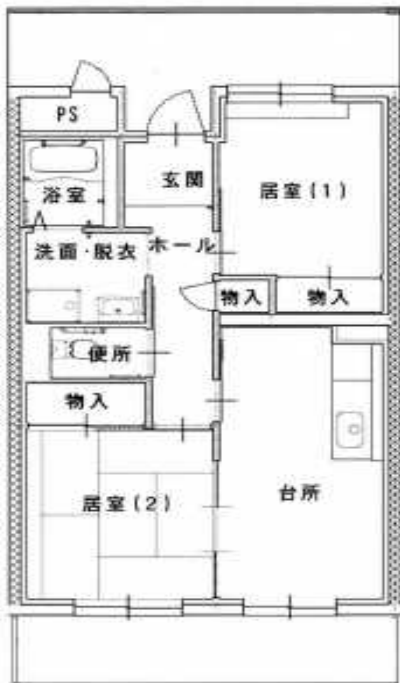 PS
浴室
玄関
居室(1)
洗面・脱衣
ホール
物入
物入
便所
物入
居室(2)
台所